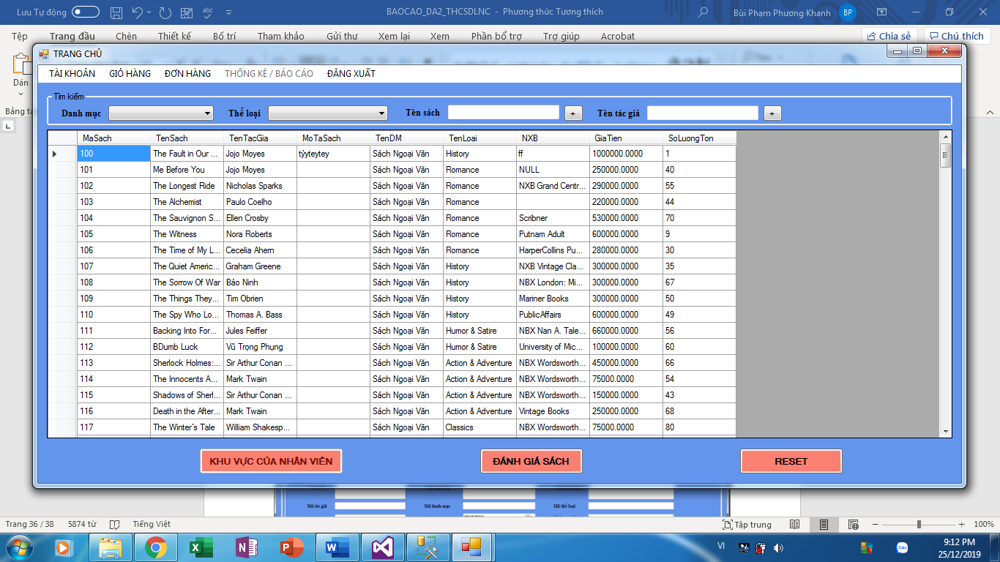 Lưu Tự động
abc
BAOCAO_DA2_THCSDLNC - Phương thức Tương thích
Bùi Phạm Phương Khanh
BP
Tệp Trang đầu Chèn Thiết kế Bố trí Tham khảo Gửi thư Xem lại Xem Phần bổ trợ Trợ giúp Acrobat
Chia sẻ Chú thích
Dán
TRANG CHỦ
TÀI KHOẢN GIỎ HÀNG ĐƠN HÀNG THỐNG KÊ / BÁO CÁO ĐĂNG XUẤT
Tìm kiếm
Danh mục Thể loại Tên sách + Tên tác giả +
MaSach TenSach TenTacGia MoTaSach TenDM TenLoai NXB GiaTien SoLuongTon
100 The Fault in Our ... Jojo Moyes tỷyteytey Sách Ngoại Văn History ff 1000000.0000 1
101 Me Before You Jojo Moyes Sách Ngoại Văn Romance NULL 250000.0000 40
102 The Longest Ride Nicholas Sparks Sách Ngoại Văn Romance NXB Grand Centr... 290000.0000 55
103 The Alchemist Paulo Coelho Sách Ngoại Văn Romance 220000.0000 44
104 The Sauvignon S... Ellen Crosby Sách Ngoại Văn Romance Scribner 530000.0000 70
105 The Witness Nora Roberts Sách Ngoại Văn Romance Putnam Adult 600000.0000 9
106 The Time of My L... Cecelia Ahern Sách Ngoại Văn Romance HarperCollins Pu... 280000.0000 30
107 The Quiet Americ... Graham Greene Sách Ngoại Văn History NXB Vintage Cla... 300000.0000 35
108 The Sorrow Of War Bảo Ninh Sách Ngoại Văn History NBX London: Mi... 300000.0000 67
109 The Things They... Tim Obrien Sách Ngoại Văn History Mariner Books 300000.0000 50
110 The Spy Who Lo... Thomas A. Bass Sách Ngoại Văn History PublicAffairs 600000.0000 49
111 Backing Into For... Jules Feiffer Sách Ngoại Văn Humor & Satire NBX Nan A. Tale... 660000.0000 56
112 BDumb Luck Vũ Trọng Phụng Sách Ngoại Văn Humor & Satire University of Mic... 100000.0000 60
113 Sherlock Holmes:... Sir Arthur Conan ... Sách Ngoại Văn Action & Adventure NBX Wordsworth... 450000.0000 66
114 The Innocents A... Mark Twain Sách Ngoại Văn Action & Adventure NBX Wordsworth... 75000.0000 54
115 Shadows of Sherl... Sir Arthur Conan ... Sách Ngoại Văn Action & Adventure NBX Wordsworth... 150000.0000 43
116 Death in the After... Mark Twain Sách Ngoại Văn Action & Adventure Vintage Books 250000.0000 68
117 The Winter`s Tale William Shakesp... Sách Ngoại Văn Classics NBX Wordsworth... 75000.0000 80
KHU VỰC CỦA NHÂN VIÊN ĐÁNH GIÁ SÁCH RESET
Mã tác giả Mã danh mục Mã thể loại
Trang 36 / 38 5874 từ Tiếng Việt Tập trung 100%
VI
Zalo
9:12 PM
25/12/2019